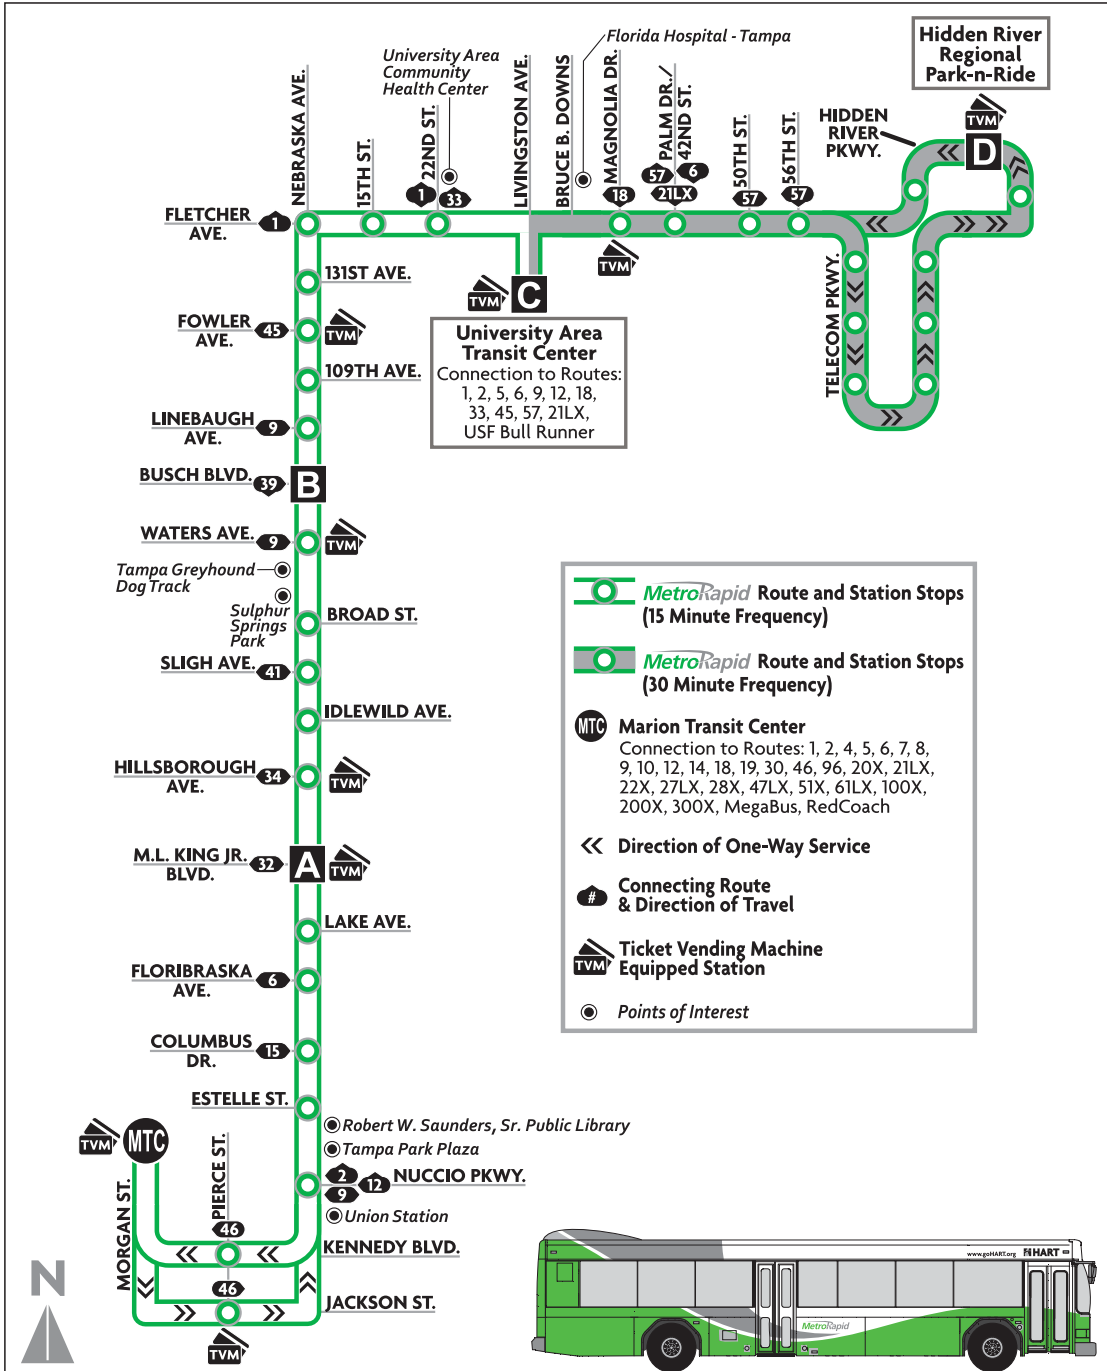 Hidden River
Regional
Park-n-Ride
TVM
D
HIDDEN
RIVER
PKWY.
Florida Hospital - Tampa
University Area
Community
Health Center
NEBRASKA AVE.
15TH ST.
22ND ST.
LIVINGSTON AVE.
BRUCE B. DOWNS
MAGNOLIA DR.
PALM DR./
42ND ST.
50TH ST.
56TH ST.
1
33
18
57
6
21LX
57
57
FLETCHER
AVE.
1
TVM
TVM
C
University Area
Transit Center
Connection to Routes:
1, 2, 5, 6, 9, 12, 18,
33, 45, 57, 21LX,
USF Bull Runner
TELECOM PKWY.
131ST AVE.
FOWLER
AVE.
45
TVM
109TH AVE.
LINEBAUGH
AVE.
9
BUSCH BLVD.
39
B
WATERS AVE.
9
TVM
Tampa Greyhound
Dog Track
Sulphur
Springs
Park
BROAD ST.
SLIGH AVE.
41
IDLEWILD AVE.
HILLSBOROUGH
AVE.
34
TVM
M.L. KING JR.
BLVD.
32
A
TVM
LAKE AVE.
FLORIBRASKA
AVE.
6
COLUMBUS
DR.
15
ESTELLE ST.
Robert W. Saunders, Sr. Public Library
Tampa Park Plaza
TVM
MTC
PIERCE ST.
2
9
12
NUCCIO PKWY.
Union Station
MORGAN ST.
46
KENNEDY BLVD.
46
JACKSON ST.
TVM
N
MetroRapid Route and Station Stops
(15 Minute Frequency)
MetroRapid Route and Station Stops
(30 Minute Frequency)
MTC
Marion Transit Center
Connection to Routes: 1, 2, 4, 5, 6, 7, 8,
9, 10, 12, 14, 18, 19, 30, 46, 96, 20X, 21LX,
22X, 27LX, 28X, 47LX, 51X, 61LX, 100X,
200X, 300X, MegaBus, RedCoach
Direction of One-Way Service
#
Connecting Route
& Direction of Travel
TVM
Ticket Vending Machine
Equipped Station
Points of Interest
www.goHART.org
HART
MetroRapid